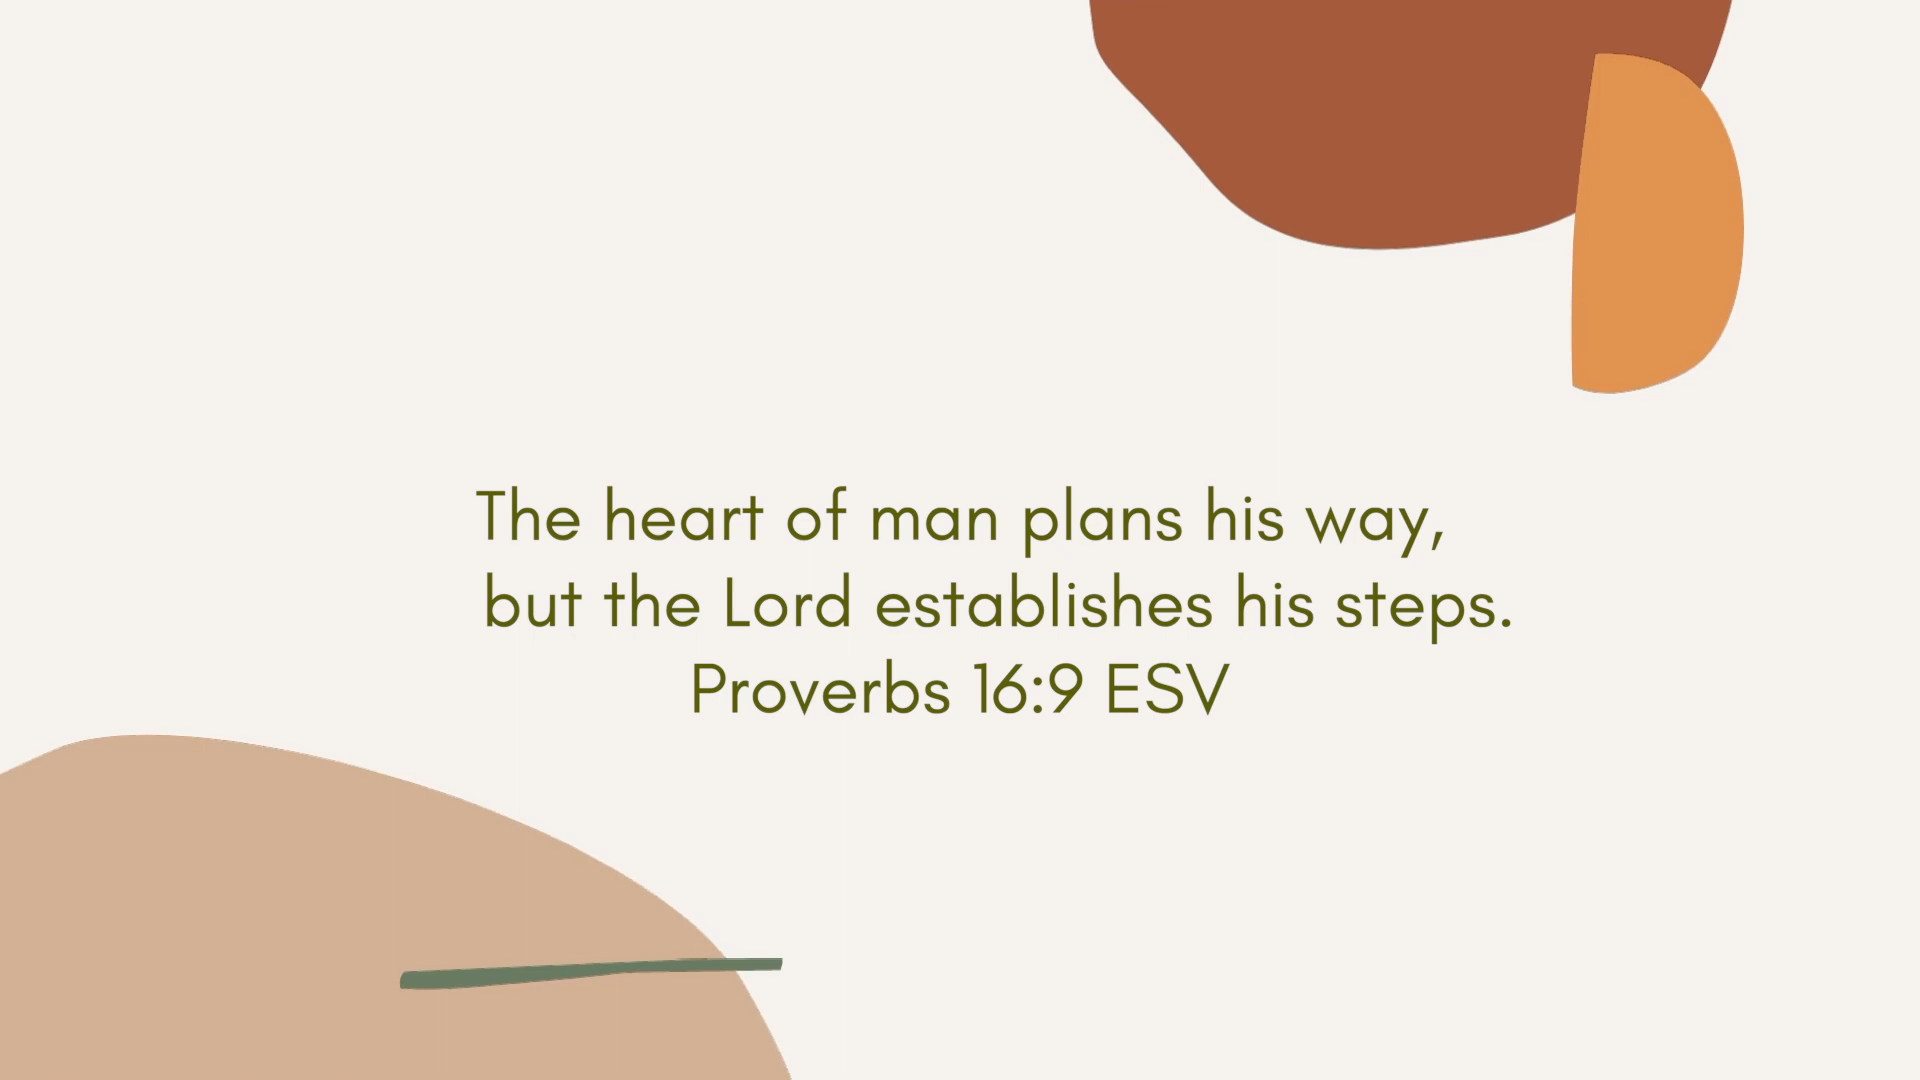 The heart of man plans his way,
but the Lord establishes his steps.
Proverbs 16:9 ESV